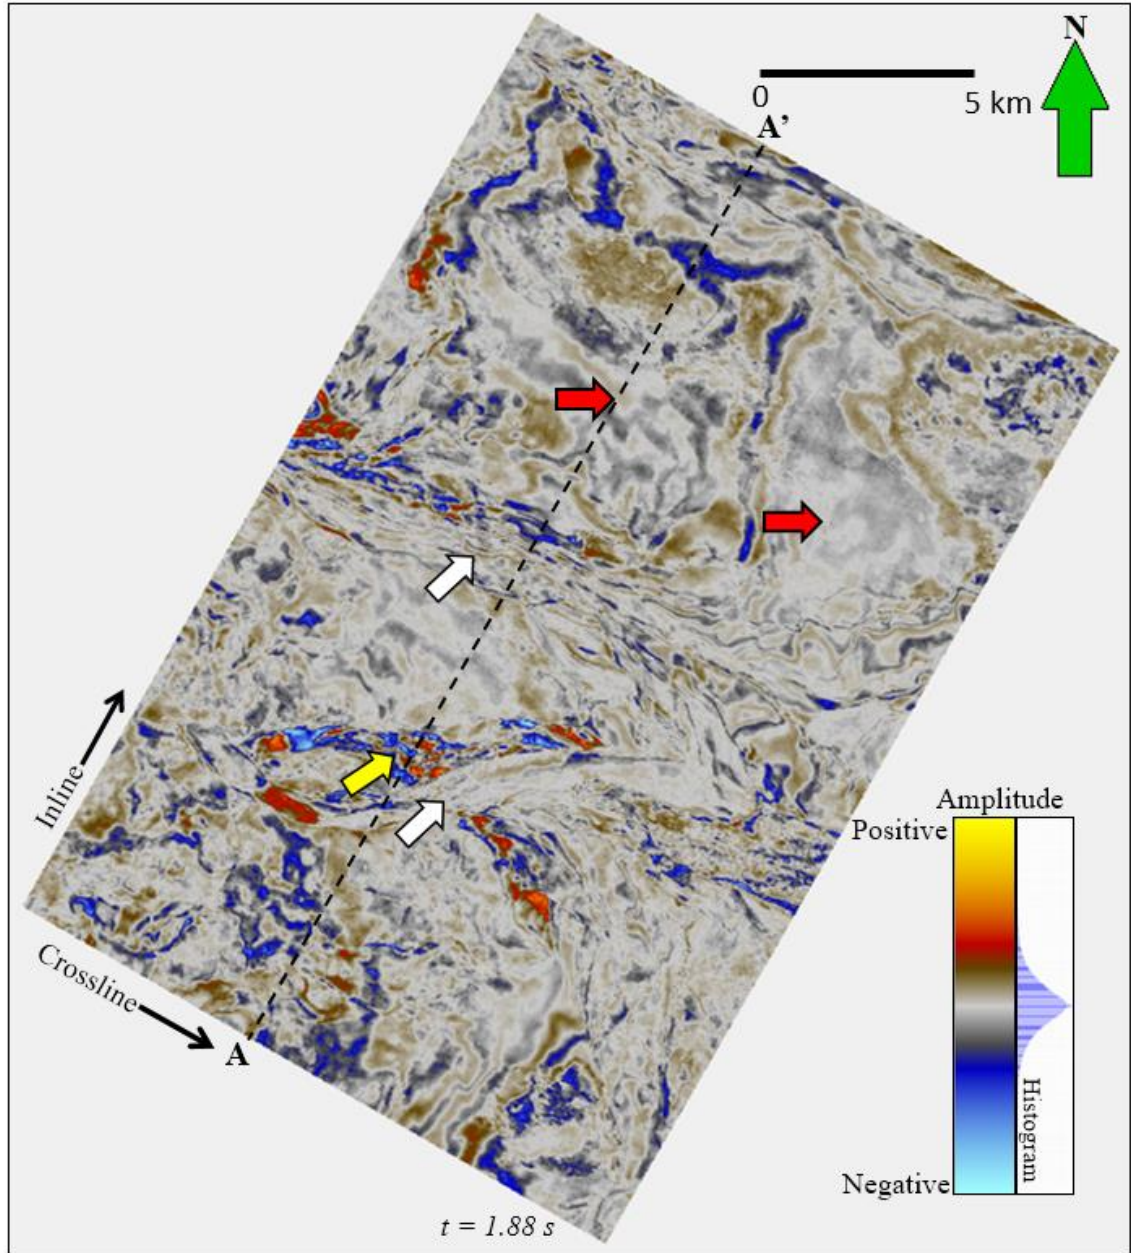 N
0
5 km
A’
Inline
Crossline
A
Amplitude
Positive
Histogram
Negative
t = 1.88 s